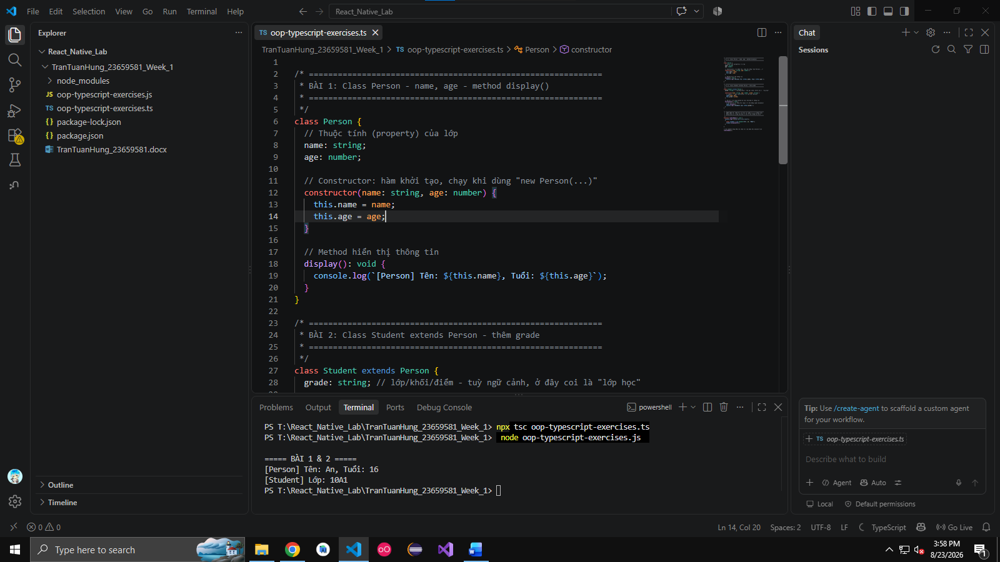 File Edit Selection View Go Run Terminal Help
React_Native_Lab
Explorer
React_Native_Lab
TranTuanHung_23659581_Week_1
node_modules
JS oop-typescript-exercises.js
TS oop-typescript-exercises.ts
{} package-lock.json
{} package.json
TranTuanHung_23659581.docx
Outline
Timeline
TS oop-typescript-exercises.ts
TranTuanHung_23659581_Week_1 > TS oop-typescript-exercises.ts > Person > constructor
1
2 /* =============================================================
3 * BÀI 1: Class Person - name, age - method display()
4 * =============================================================
5 */
6 class Person {
7 // Thuộc tính (property) của lớp
8 name: string;
9 age: number;
10
11 // Constructor: hàm khởi tạo, chạy khi dùng "new Person(...)"
12 constructor(name: string, age: number) {
13 this.name = name;
14 this.age = age;
15 }
16
17 // Method hiển thị thông tin
18 display(): void {
19 console.log(`[Person] Tên: ${this.name}, Tuổi: ${this.age}`);
20 }
21 }
22
23 /* =============================================================
24 * BÀI 2: Class Student extends Person - thêm grade
25 * =============================================================
26 */
27 class Student extends Person {
28 grade: string; // lớp/khối/điểm - tuỳ ngữ cảnh, ở đây coi là "lớp học"
Problems Output Terminal Ports Debug Console
powershell
PS T:\React_Native_Lab\TranTuanHung_23659581_Week_1> npx tsc oop-typescript-exercises.ts
PS T:\React_Native_Lab\TranTuanHung_23659581_Week_1> node oop-typescript-exercises.js
===== BÀI 1 & 2 =====
[Person] Tên: An, Tuổi: 16
[Student] Lớp: 10A1
PS T:\React_Native_Lab\TranTuanHung_23659581_Week_1>
Chat
Sessions
Tip: Use /create-agent to scaffold a custom agent
for your workflow.
TS oop-typescript-exercises.ts
Describe what to build
Agent Auto
Local Default permissions
0 0
Ln 14, Col 20 Spaces: 2 UTF-8 LF TypeScript Go Live
Type here to search
3:58 PM
8/23/2026
1